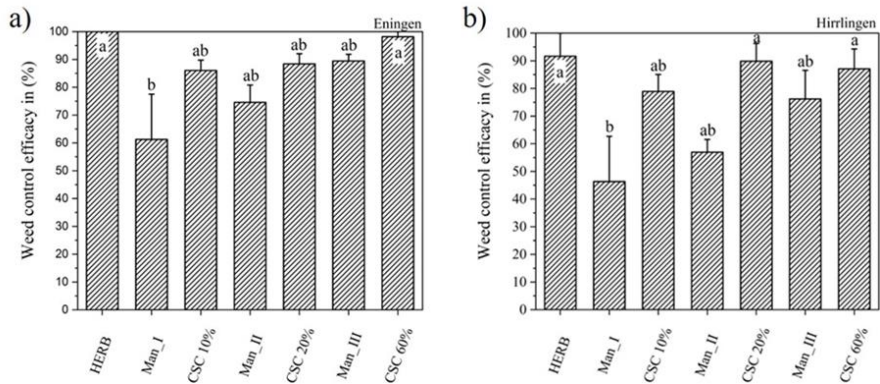 a)
Eningen
Weed control efficacy in (%)
100
90
80
70
60
50
40
30
20
10
0
a
b
ab
ab
ab
ab
a
HERB
Man_I
CSC 10%
Man_II
CSC 20%
Man_III
CSC 60%
b)
Hirrlingen
Weed control efficacy in (%)
100
90
80
70
60
50
40
30
20
10
0
a
b
ab
ab
a
ab
a
HERB
Man_I
CSC 10%
Man_II
CSC 20%
Man_III
CSC 60%